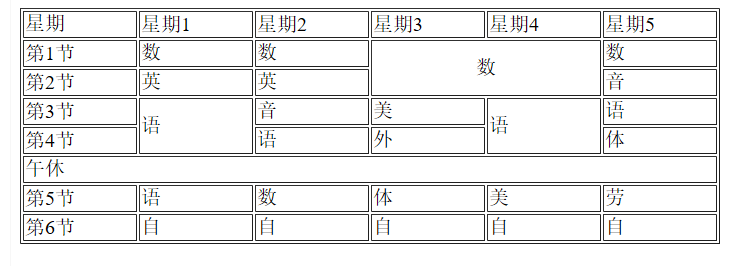 星期 星期1 星期2 星期3 星期4 星期5
第1节 数 数 数 数
第2节 英 英 音
第3节 语 音 美 语 语
第4节 语 外 体
午休
第5节 语 数 体 美 劳
第6节 自 自 自 自 自